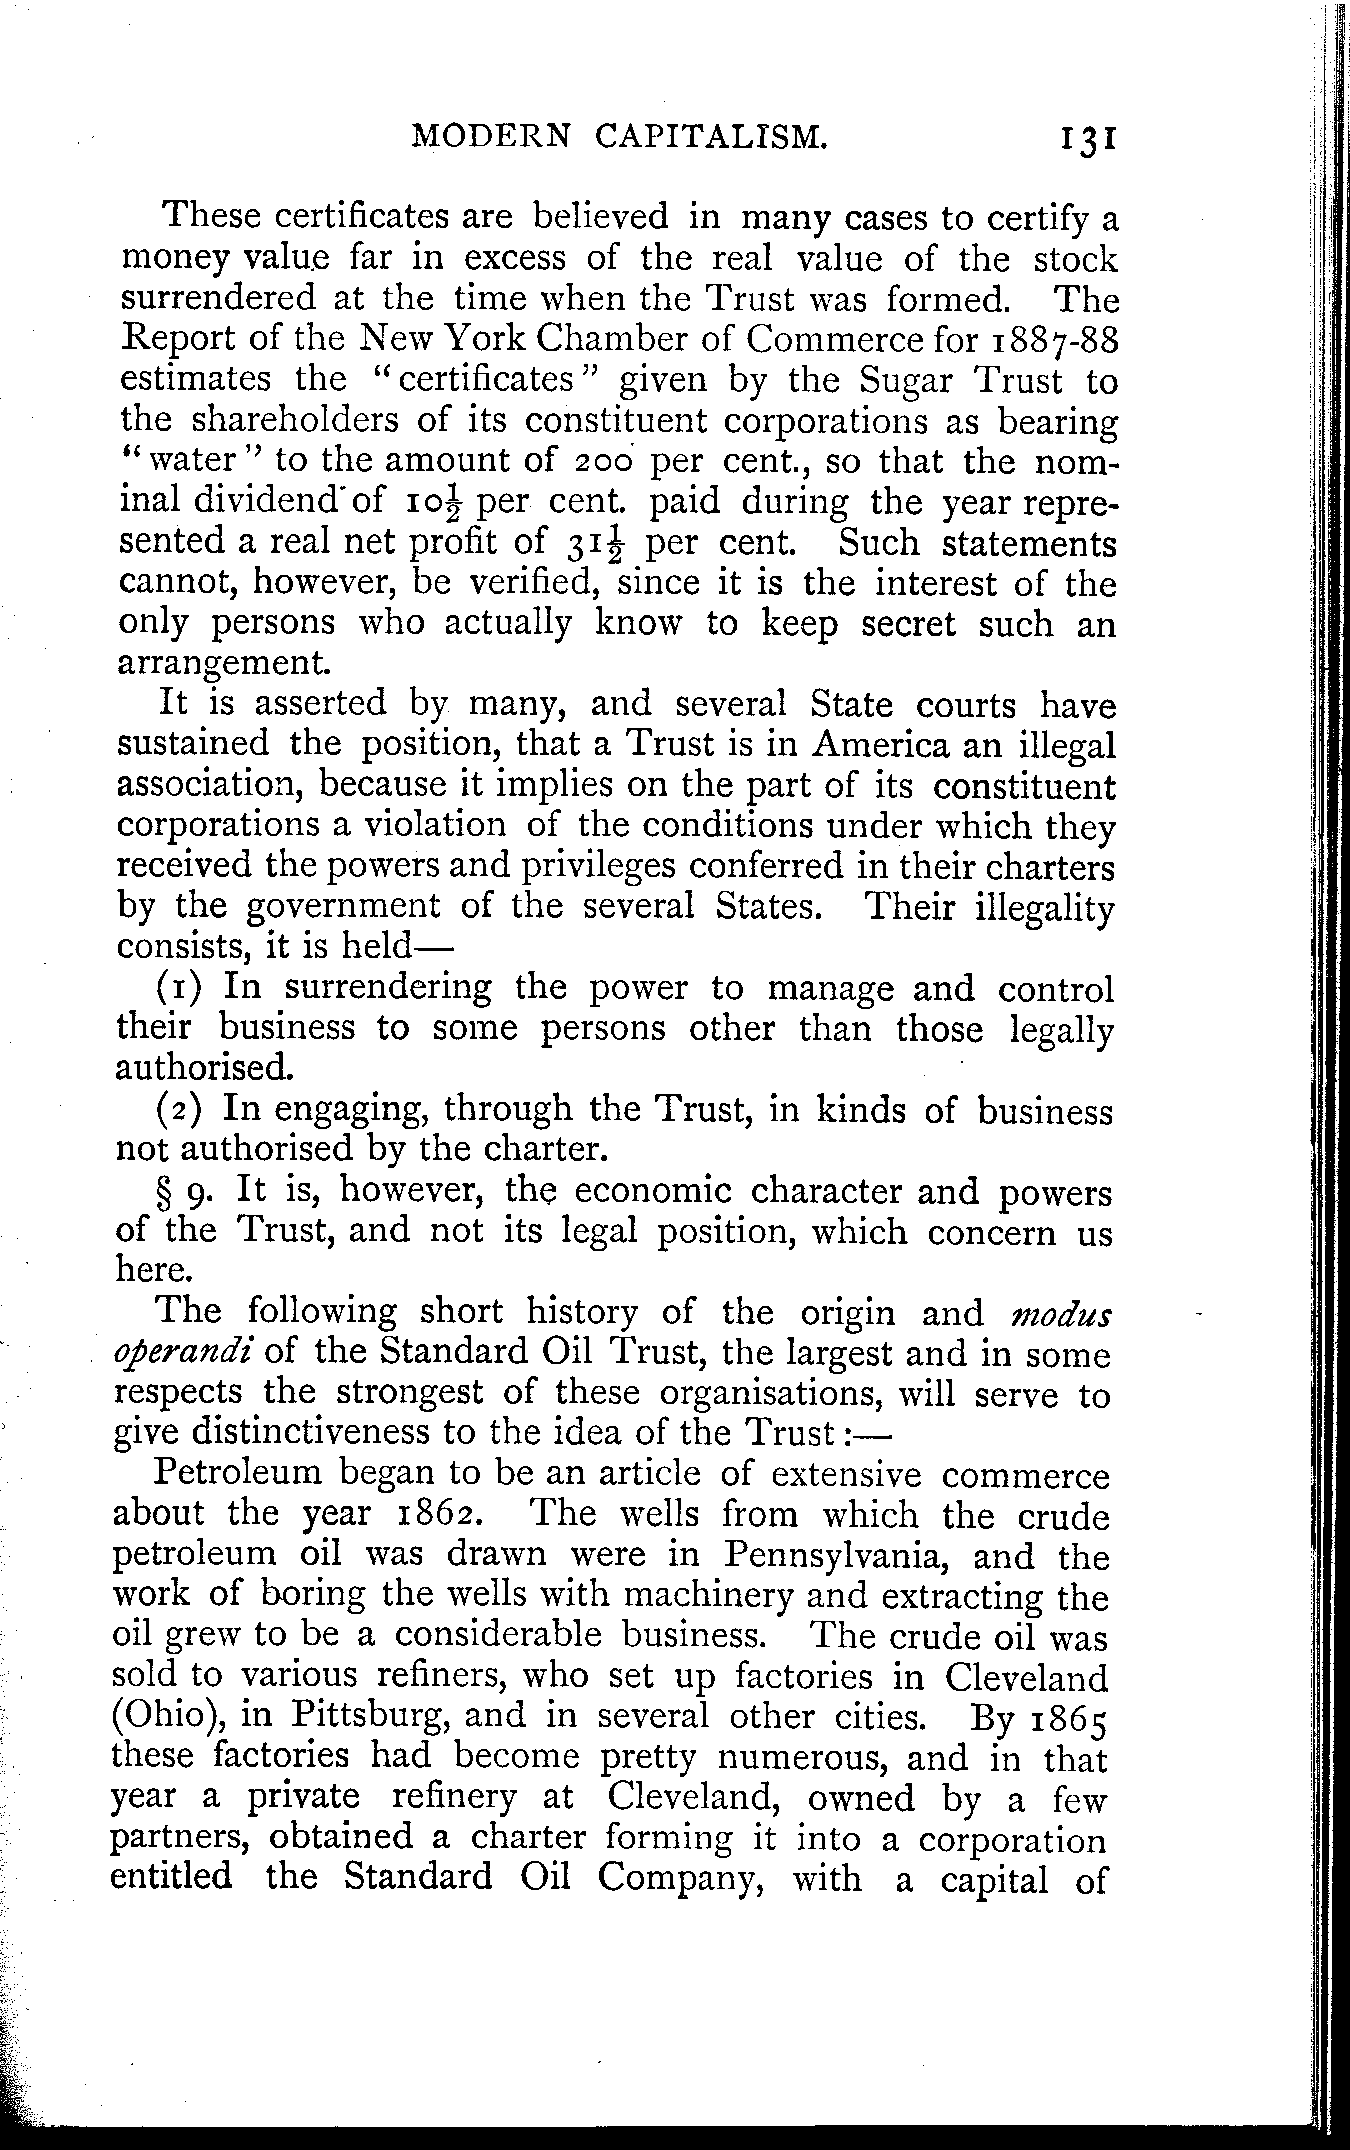 MODERN CAPITALISM. 131
These certificates are believed in many cases to certify a
money value far in excess of the real value of the stock
surrendered at the time when the Trust was formed. The
Report of the New York Chamber of Commerce for 1887-88
estimates the "certificates" given by the Sugar Trust to
the shareholders of its constituent corporations as bearing
"water" to the amount of 200 per cent., so that the nom-
inal dividend of 10½ per cent. paid during the year repre-
sented a real net profit of 31½ per cent. Such statements
cannot, however, be verified, since it is the interest of the
only persons who actually know to keep secret such an
arrangement.
It is asserted by many, and several State courts have
sustained the position, that a Trust is in America an illegal
association, because it implies on the part of its constituent
corporations a violation of the conditions under which they
received the powers and privileges conferred in their charters
by the government of the several States. Their illegality
consists, it is held—
(1) In surrendering the power to manage and control
their business to some persons other than those legally
authorised.
(2) In engaging, through the Trust, in kinds of business
not authorised by the charter.
§ 9. It is, however, the economic character and powers
of the Trust, and not its legal position, which concern us
here.
The following short history of the origin and modus
operandi of the Standard Oil Trust, the largest and in some
respects the strongest of these organisations, will serve to
give distinctiveness to the idea of the Trust:—
Petroleum began to be an article of extensive commerce
about the year 1862. The wells from which the crude
petroleum oil was drawn were in Pennsylvania, and the
work of boring the wells with machinery and extracting the
oil grew to be a considerable business. The crude oil was
sold to various refiners, who set up factories in Cleveland
(Ohio), in Pittsburg, and in several other cities. By 1865
these factories had become pretty numerous, and in that
year a private refinery at Cleveland, owned by a few
partners, obtained a charter forming it into a corporation
entitled the Standard Oil Company, with a capital of